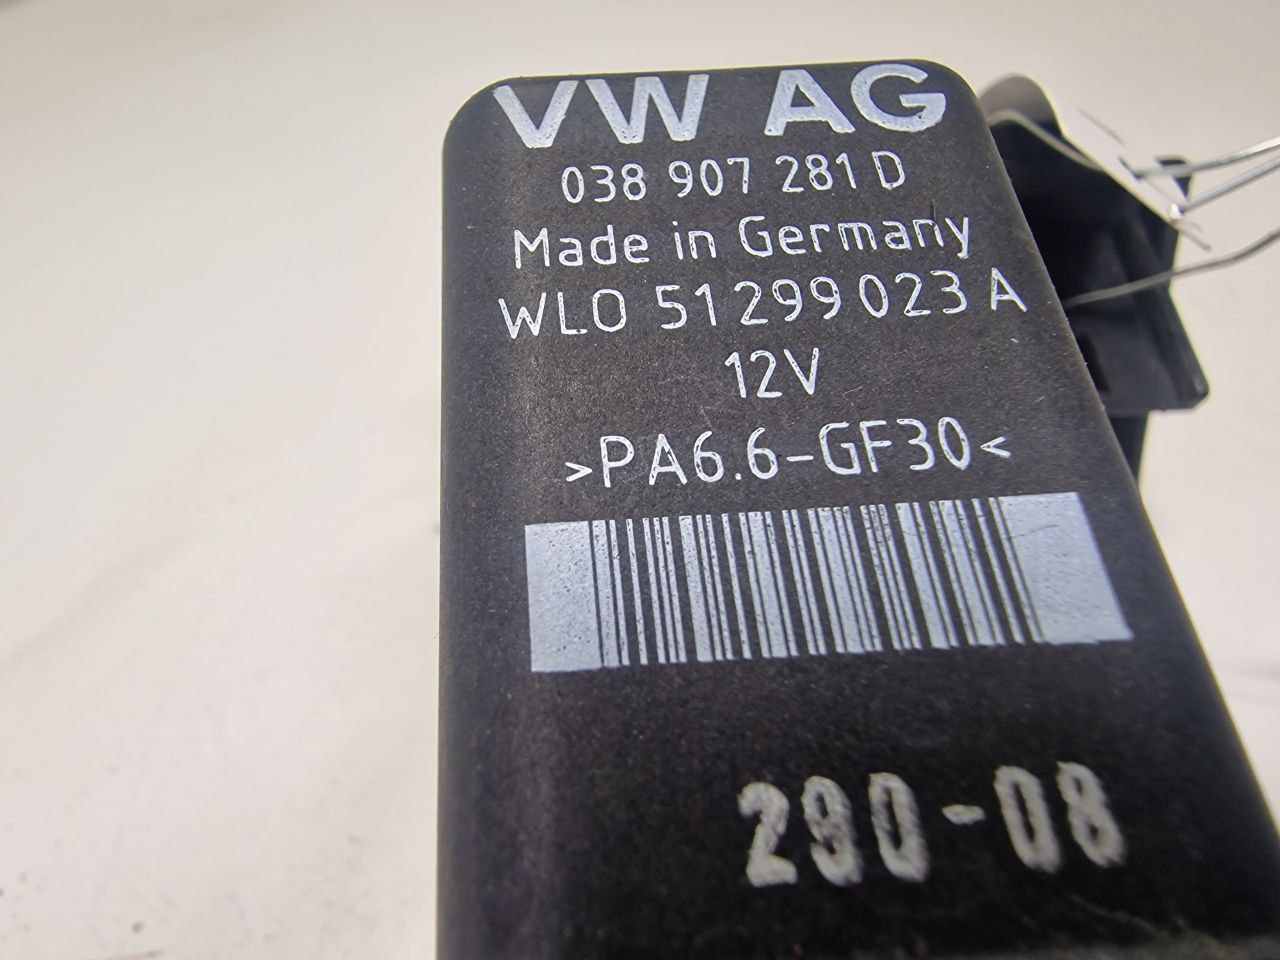 VW AG
038 907 281 D
Made in Germany
WLO 51299023 A
12V
>PA6.6-GF30<
290-08